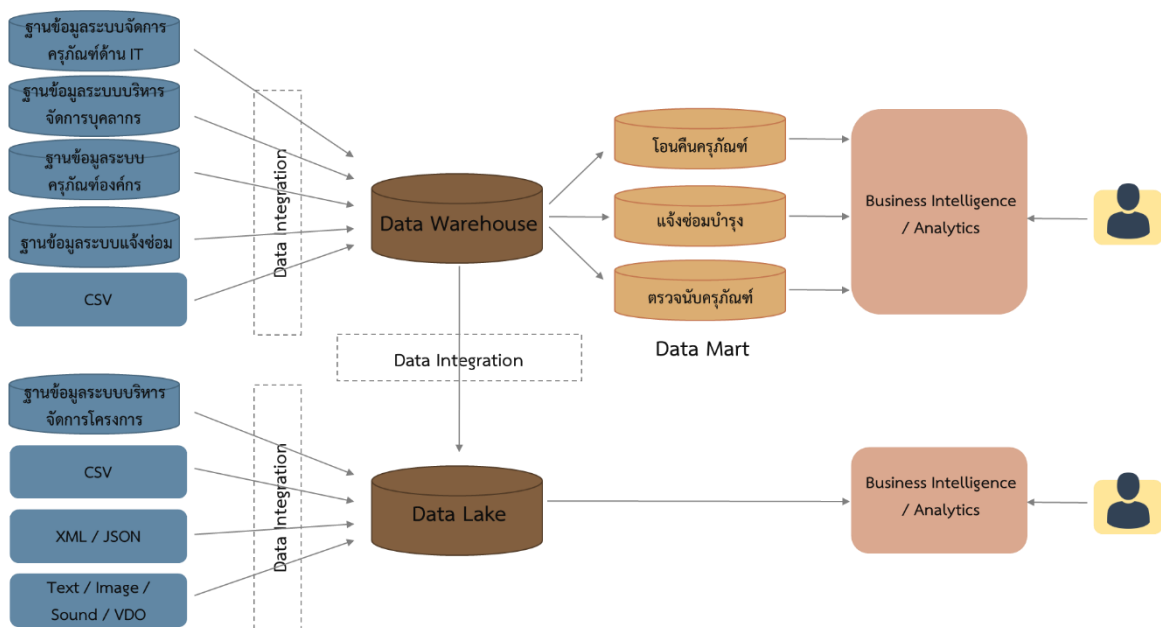 ฐานข้อมูลระบบจัดการ
ครุภัณฑ์ด้าน IT
ฐานข้อมูลระบบบริหาร
จัดการบุคลากร
ฐานข้อมูลระบบ
ครุภัณฑ์องค์กร
ฐานข้อมูลระบบแจ้งซ่อม
CSV
Data Integration
Data Warehouse
โอนคืนครุภัณฑ์
แจ้งซ่อมบำรุง
ตรวจนับครุภัณฑ์
Data Mart
Business Intelligence
/ Analytics
Data Integration
ฐานข้อมูลระบบบริหาร
จัดการโครงการ
CSV
XML / JSON
Text / Image /
Sound / VDO
Data Integration
Data Lake
Business Intelligence
/ Analytics